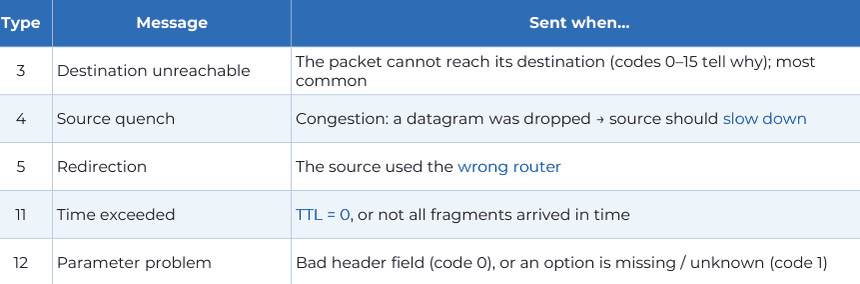 Type Message Sent when...
3 Destination unreachable The packet cannot reach its destination (codes 0–15 tell why); most
common
4 Source quench Congestion: a datagram was dropped → source should slow down
5 Redirection The source used the wrong router
11 Time exceeded TTL = 0, or not all fragments arrived in time
12 Parameter problem Bad header field (code 0), or an option is missing / unknown (code 1)